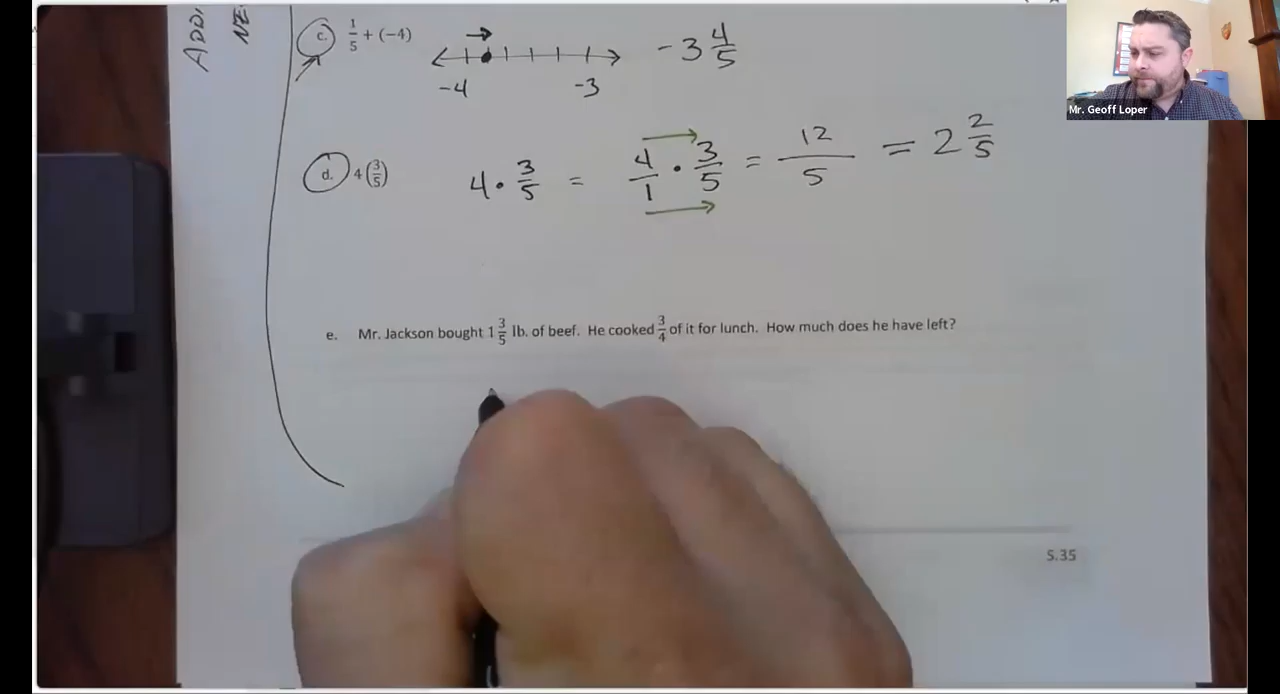 ADDI
NE
c. 1/5 + (-4)
-4 -3
-3 4/5
d. 4(3/5)
4 · 3/5 = 4/1 · 3/5 = 12/5 = 2 2/5
e. Mr. Jackson bought 1 3/5 lb. of beef. He cooked 3/4 of it for lunch. How much does he have left?
S.35
Mr. Geoff Loper